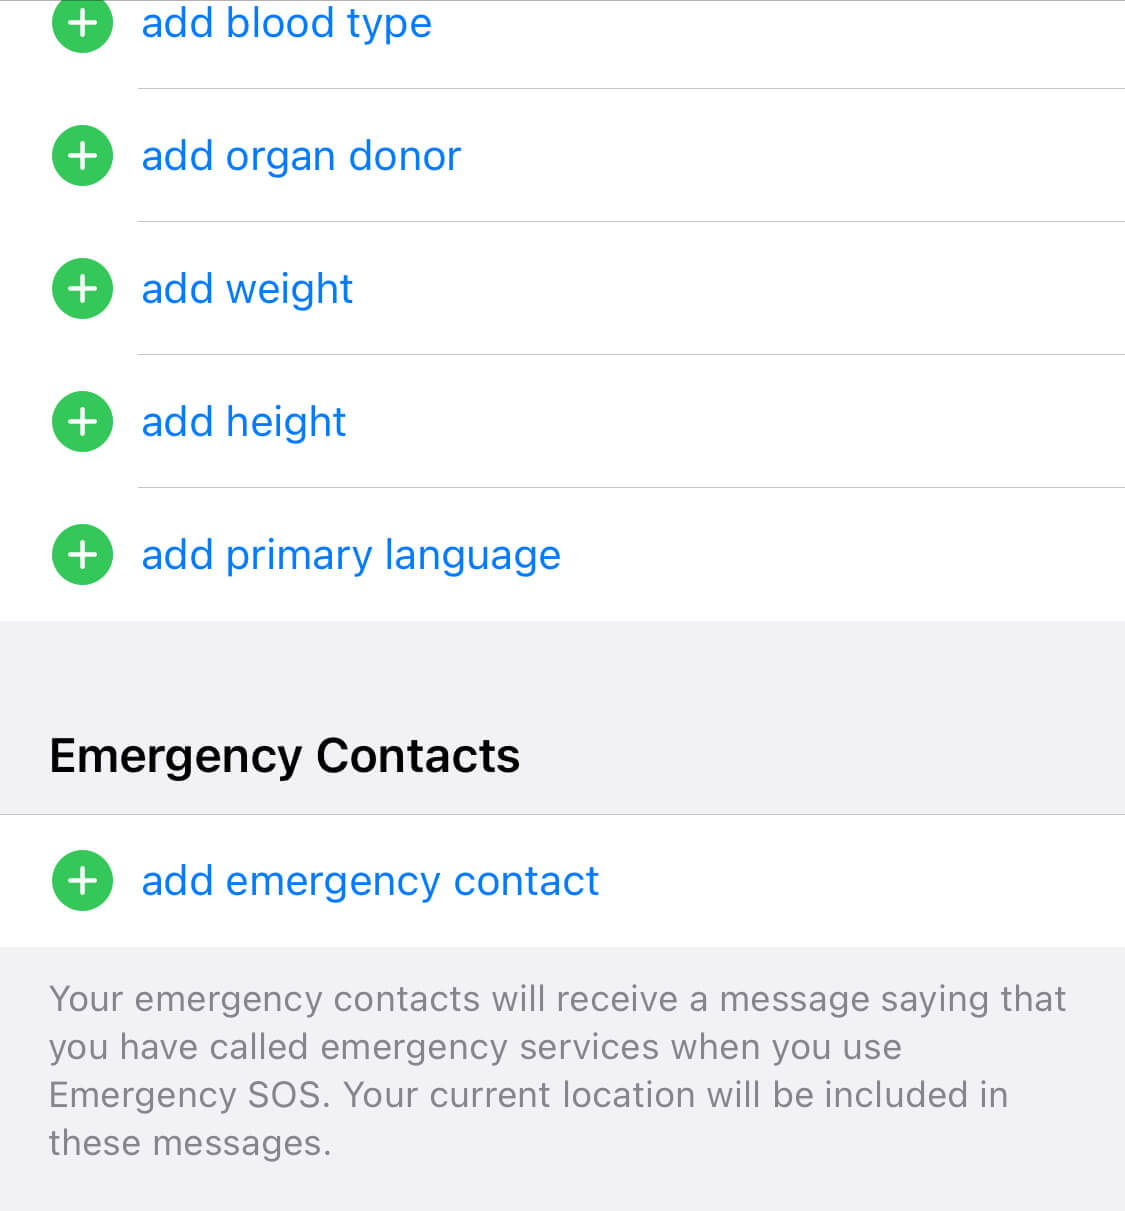 add blood type
add organ donor
add weight
add height
add primary language
Emergency Contacts
add emergency contact
Your emergency contacts will receive a message saying that
you have called emergency services when you use
Emergency SOS. Your current location will be included in
these messages.